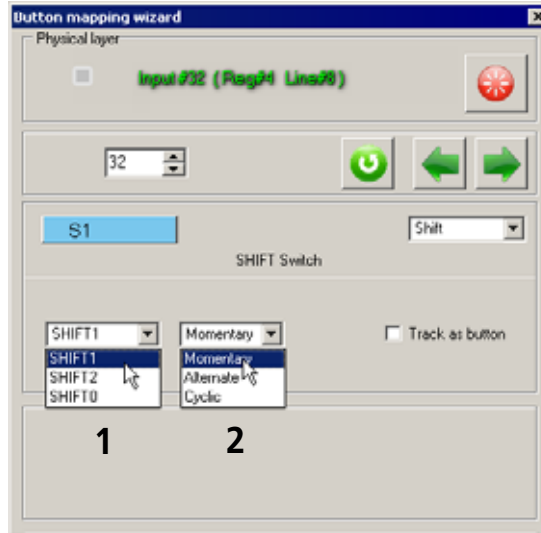 Button mapping wizard
Physical layer
Input #32 (Reg#4 Line#8)
32
S1
Shift
SHIFT Switch
SHIFT1
Momentary
Track as button
SHIFT1
Momentary
SHIFT2
Alternate
SHIFT0
Cyclic
1
2